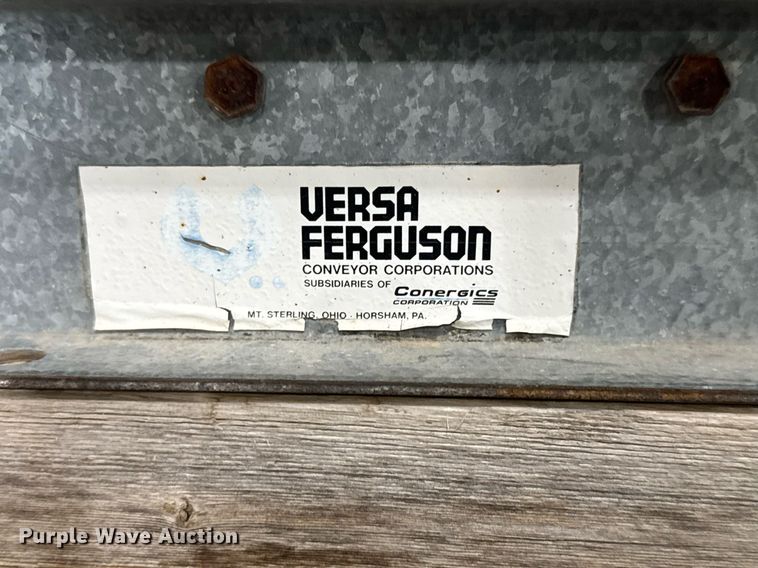 VERSA
FERGUSON
CONVEYOR CORPORATIONS
SUBSIDIARIES OF Conergics
CORPORATION
MT. STERLING, OHIO · HORSHAM, PA.
Purple Wave Auction